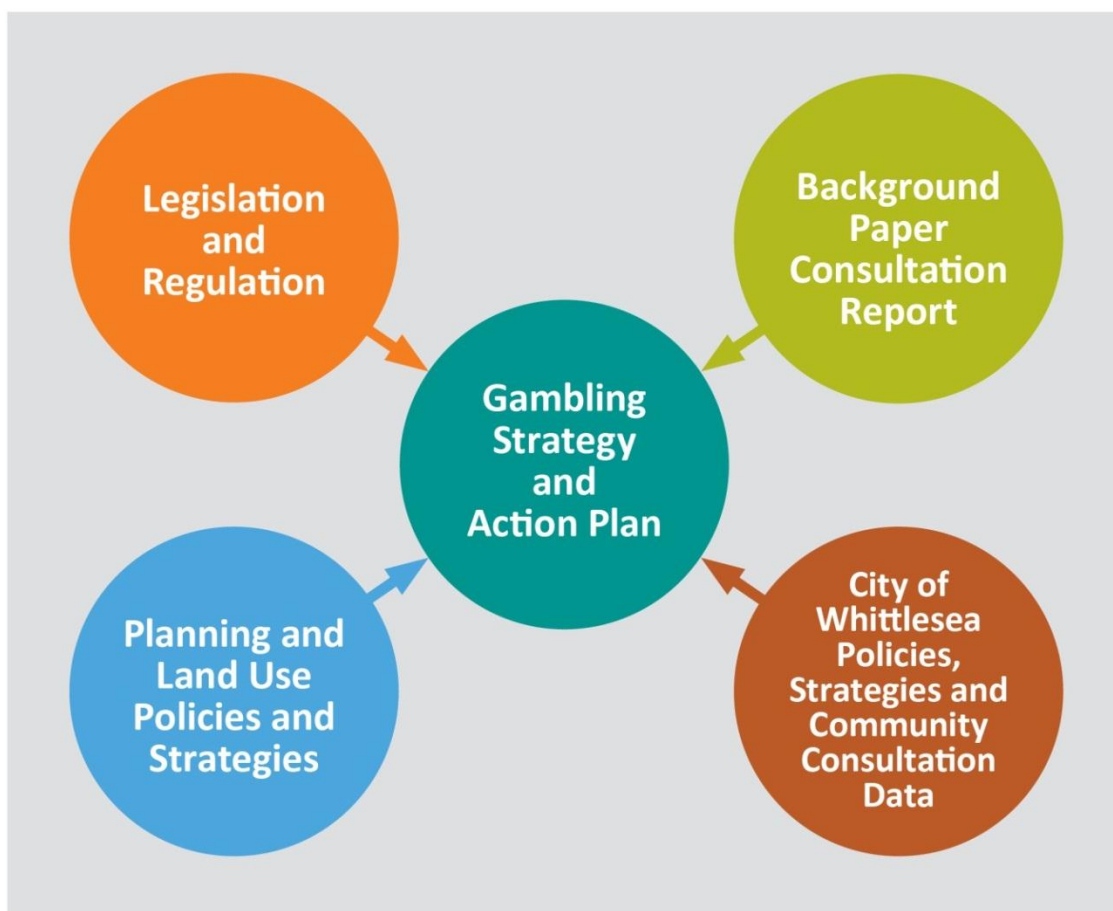 Legislation
and
Regulation
Background
Paper
Consultation
Report
Gambling
Strategy
and
Action Plan
Planning and
Land Use
Policies and
Strategies
City of
Whittlesea
Policies,
Strategies and
Community
Consultation
Data